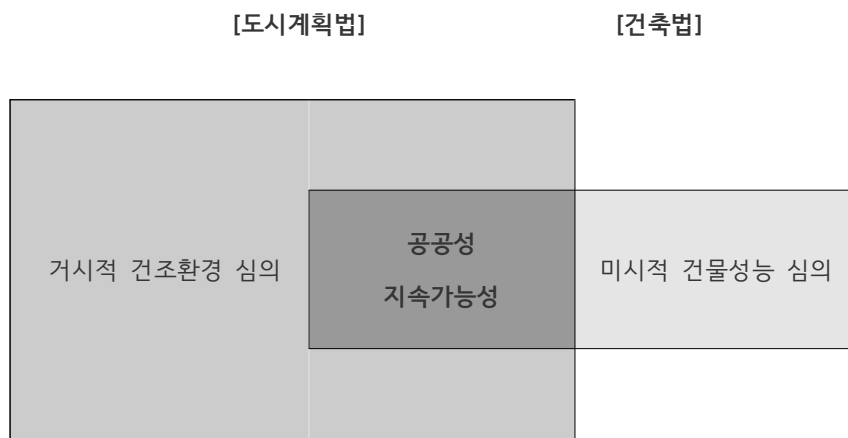 [도시계획법] [건축법]
거시적 건조환경 심의
공공성
지속가능성
미시적 건물성능 심의